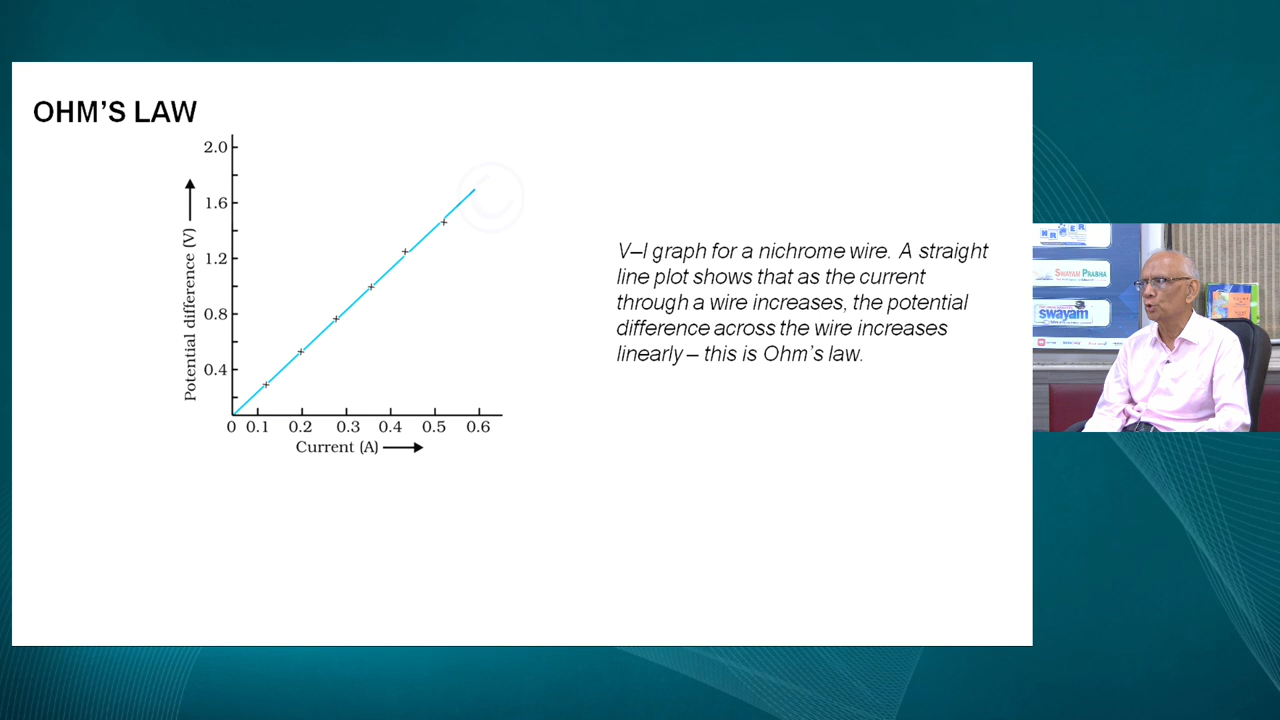 OHM'S LAW
2.0
1.6
1.2
0.8
0.4
Potential difference (V)
0 0.1 0.2 0.3 0.4 0.5 0.6
Current (A)
V–I graph for a nichrome wire. A straight
line plot shows that as the current
through a wire increases, the potential
difference across the wire increases
linearly – this is Ohm's law.
SWAYAM PRABHA
swayam